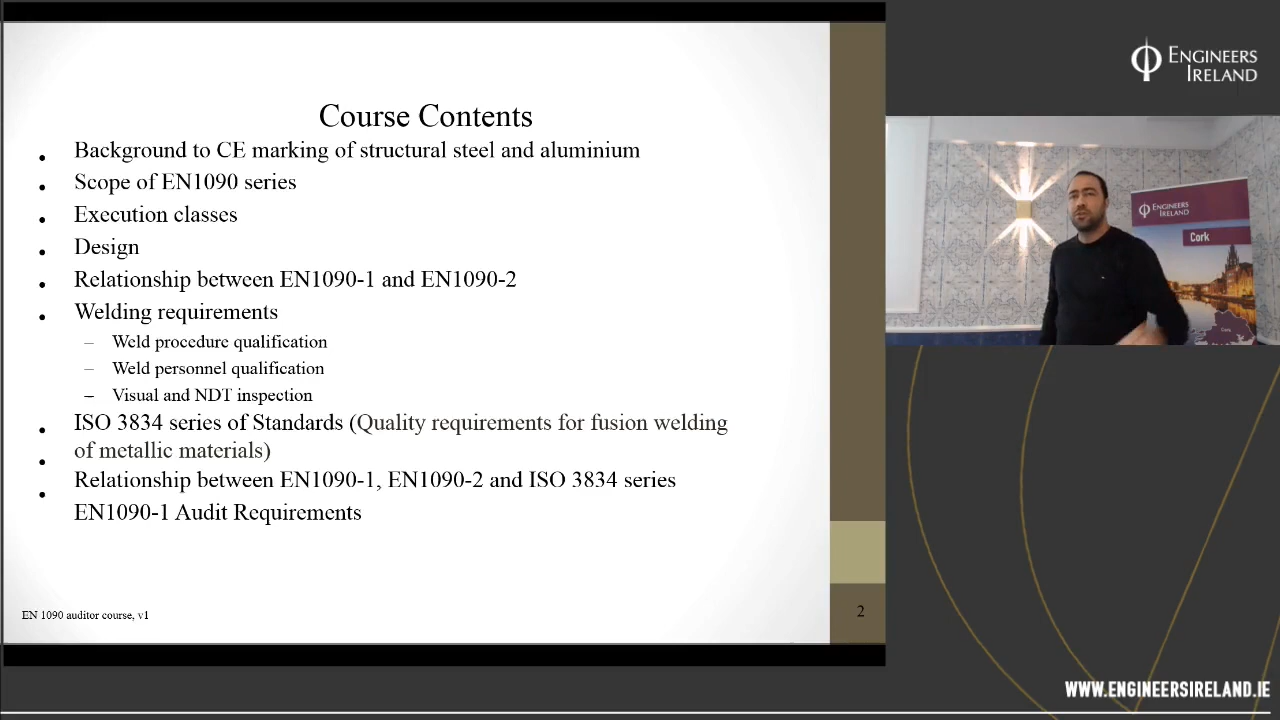 Course Contents
• Background to CE marking of structural steel and aluminium
• Scope of EN1090 series
• Execution classes
• Design
• Relationship between EN1090-1 and EN1090-2
• Welding requirements
– Weld procedure qualification
– Weld personnel qualification
– Visual and NDT inspection
• ISO 3834 series of Standards (Quality requirements for fusion welding
• of metallic materials)
• Relationship between EN1090-1, EN1090-2 and ISO 3834 series
EN1090-1 Audit Requirements
EN 1090 auditor course, v1
2
ENGINEERS
IRELAND
ENGINEERS
IRELAND
Cork
WWW.ENGINEERSIRELAND.IE